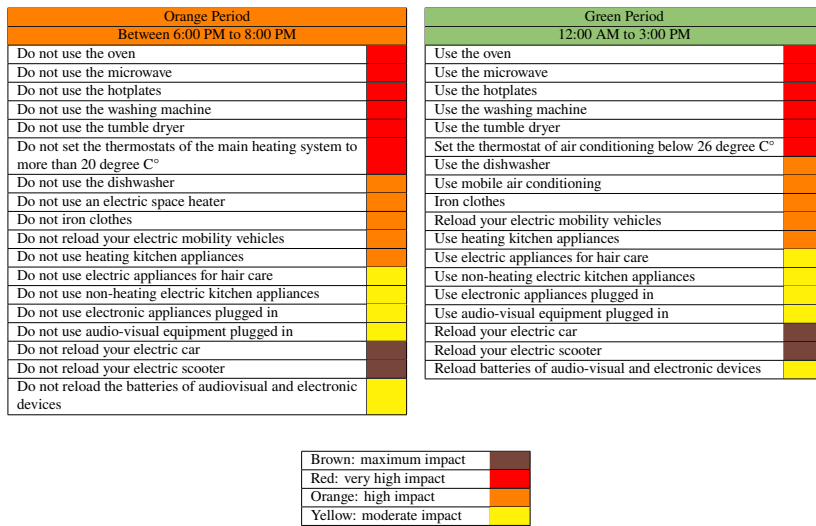 Orange Period
Between 6:00 PM to 8:00 PM
Do not use the oven
Do not use the microwave
Do not use the hotplates
Do not use the washing machine
Do not use the tumble dryer
Do not set the thermostats of the main heating system to
more than 20 degree C°
Do not use the dishwasher
Do not use an electric space heater
Do not iron clothes
Do not reload your electric mobility vehicles
Do not use heating kitchen appliances
Do not use electric appliances for hair care
Do not use non-heating electric kitchen appliances
Do not use electronic appliances plugged in
Do not use audio-visual equipment plugged in
Do not reload your electric car
Do not reload your electric scooter
Do not reload the batteries of audiovisual and electronic
devices
Green Period
12:00 AM to 3:00 PM
Use the oven
Use the microwave
Use the hotplates
Use the washing machine
Use the tumble dryer
Set the thermostat of air conditioning below 26 degree C°
Use the dishwasher
Use mobile air conditioning
Iron clothes
Reload your electric mobility vehicles
Use heating kitchen appliances
Use electric appliances for hair care
Use non-heating electric kitchen appliances
Use electronic appliances plugged in
Use audio-visual equipment plugged in
Reload your electric car
Reload your electric scooter
Reload batteries of audio-visual and electronic devices
Brown: maximum impact
Red: very high impact
Orange: high impact
Yellow: moderate impact